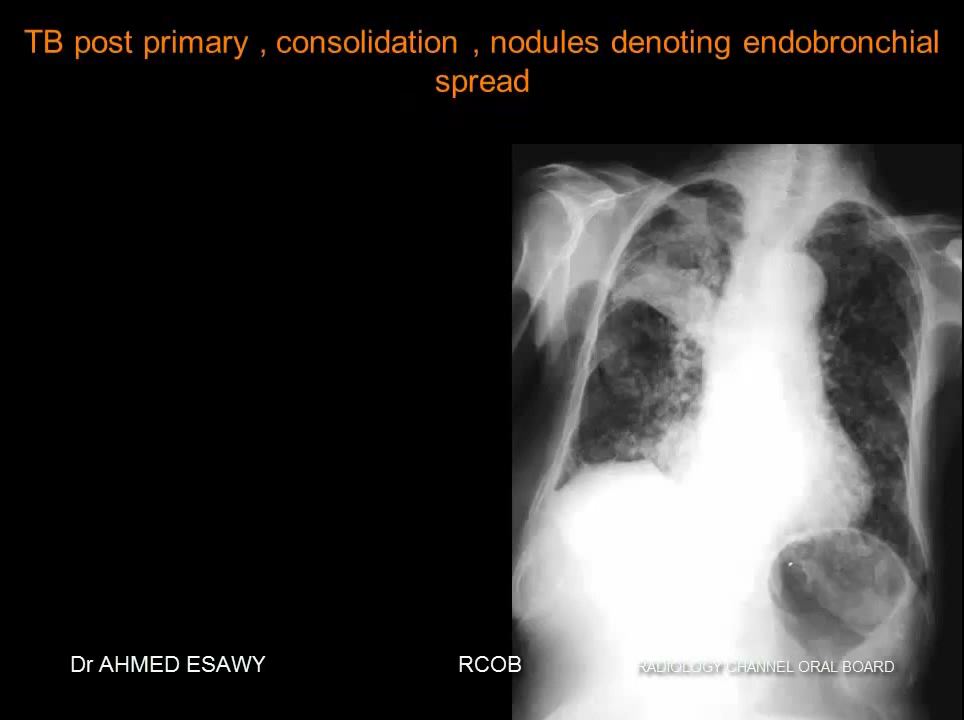 TB post primary , consolidation , nodules denoting endobronchial
spread
Dr AHMED ESAWY
RCOB
RADIOLOGY CHANNEL ORAL BOARD